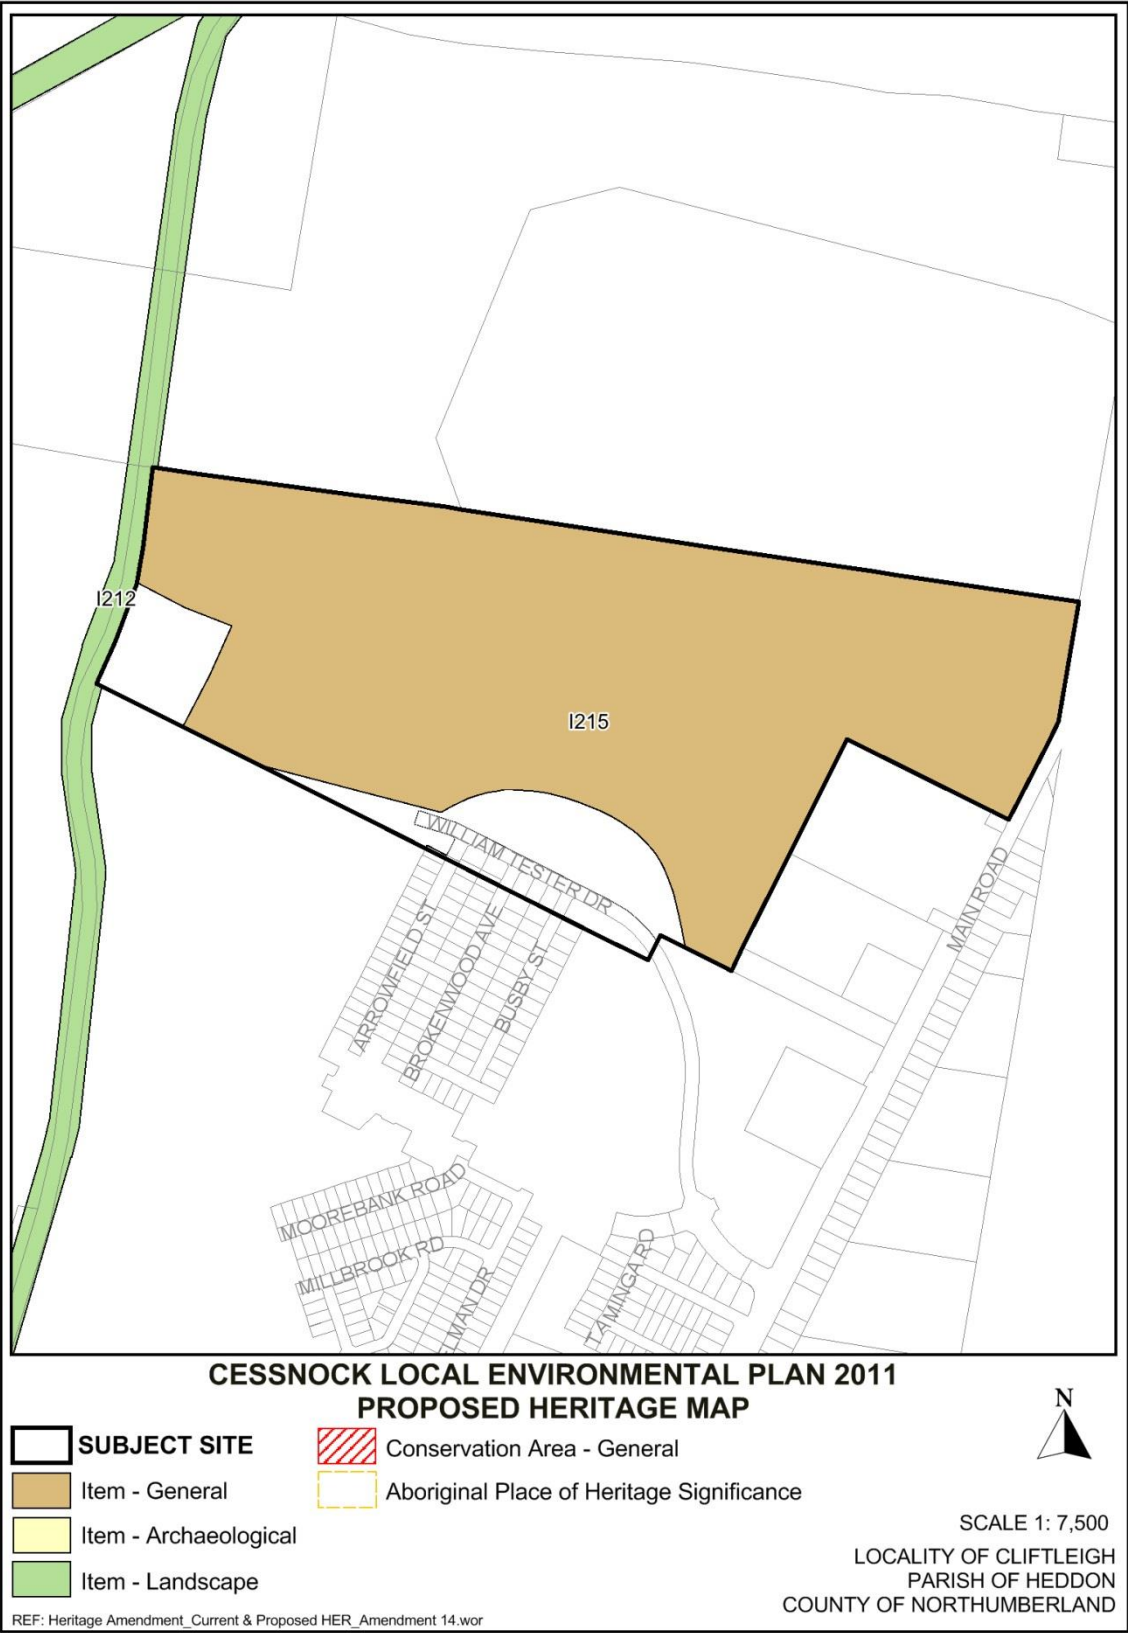 I212
I215
WILLIAM TESTER DR
MAIN ROAD
ARROWFIELD ST
BROKENWOOD AVE
BUSBY ST
MOOREBANK ROAD
MILLBROOK RD
MAN DR
TAMINGA RD
CESSNOCK LOCAL ENVIRONMENTAL PLAN 2011
PROPOSED HERITAGE MAP
N
SUBJECT SITE
Conservation Area - General
Item - General
Aboriginal Place of Heritage Significance
Item - Archaeological
Item - Landscape
SCALE 1: 7,500
LOCALITY OF CLIFTLEIGH
PARISH OF HEDDON
COUNTY OF NORTHUMBERLAND
REF: Heritage Amendment_Current & Proposed HER_Amendment 14.wor